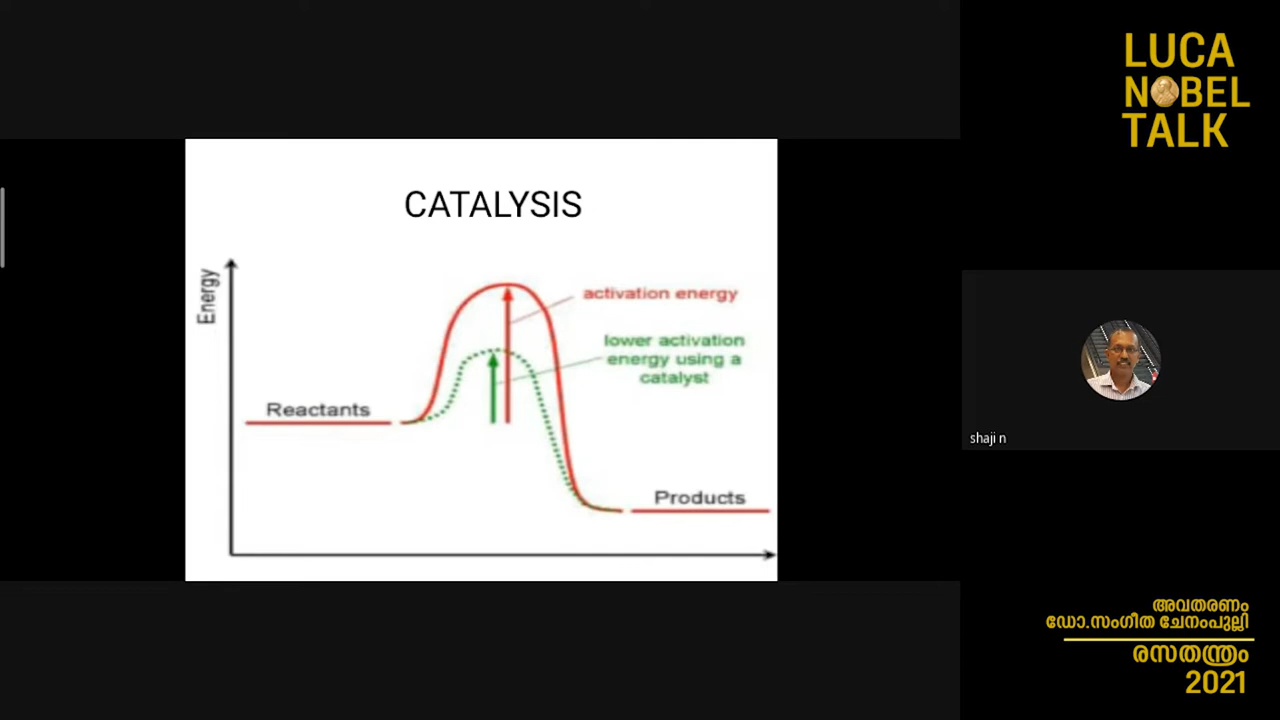 LUCA
NOBEL
TALK
CATALYSIS
Energy
activation energy
lower activation
energy using a
catalyst
Reactants
Products
shaji n
അവതരണം
ഡോ.സംഗീത ചേനംപുല്ലി
രസതന്ത്രം
2021